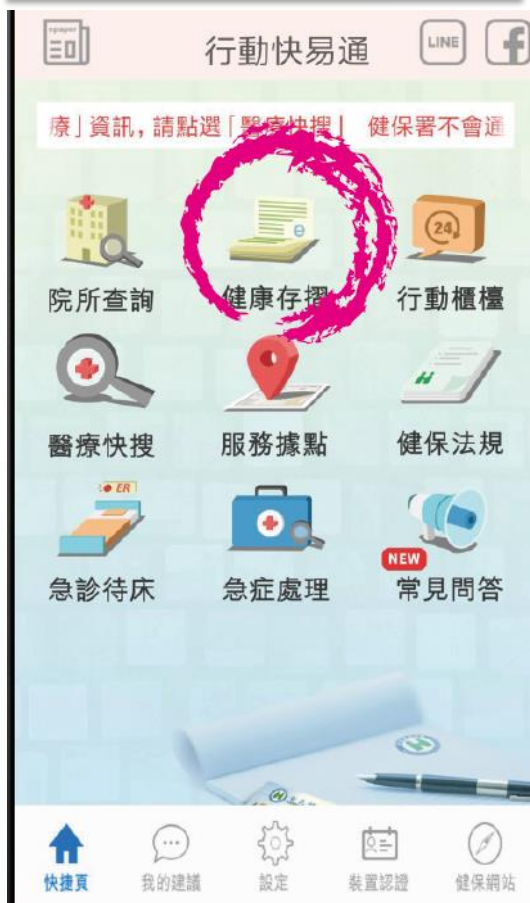 epaper
行動快易通
LINE
療」資訊，請點選「醫療快搜」 健保署不會通
24
院所查詢
健康存摺
行動櫃檯
醫療快搜
服務據點
健保法規
ER
急診待床
急症處理
NEW
常見問答
快捷頁
我的建議
設定
裝置認證
健保網站